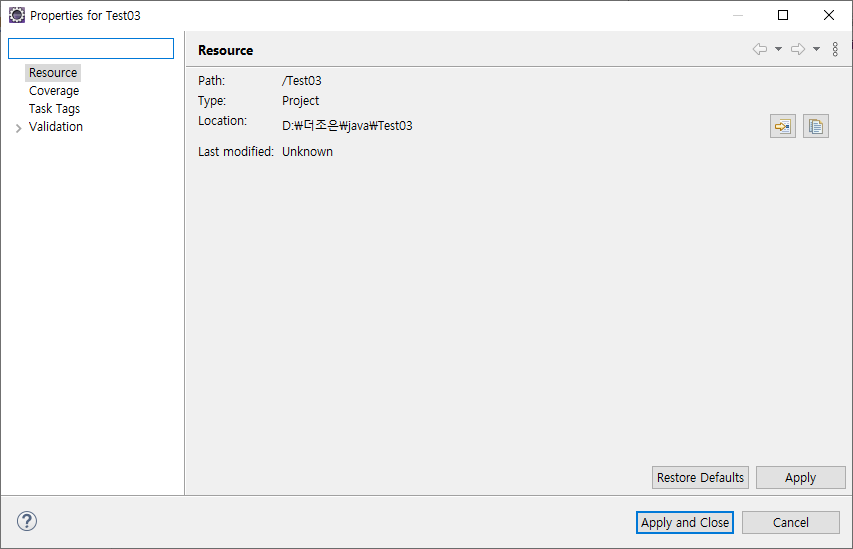 Properties for Test03
Resource
Coverage
Task Tags
Validation
Resource
Path: /Test03
Type: Project
Location: D:₩더조은₩java₩Test03
Last modified: Unknown
Restore Defaults Apply
Apply and Close Cancel